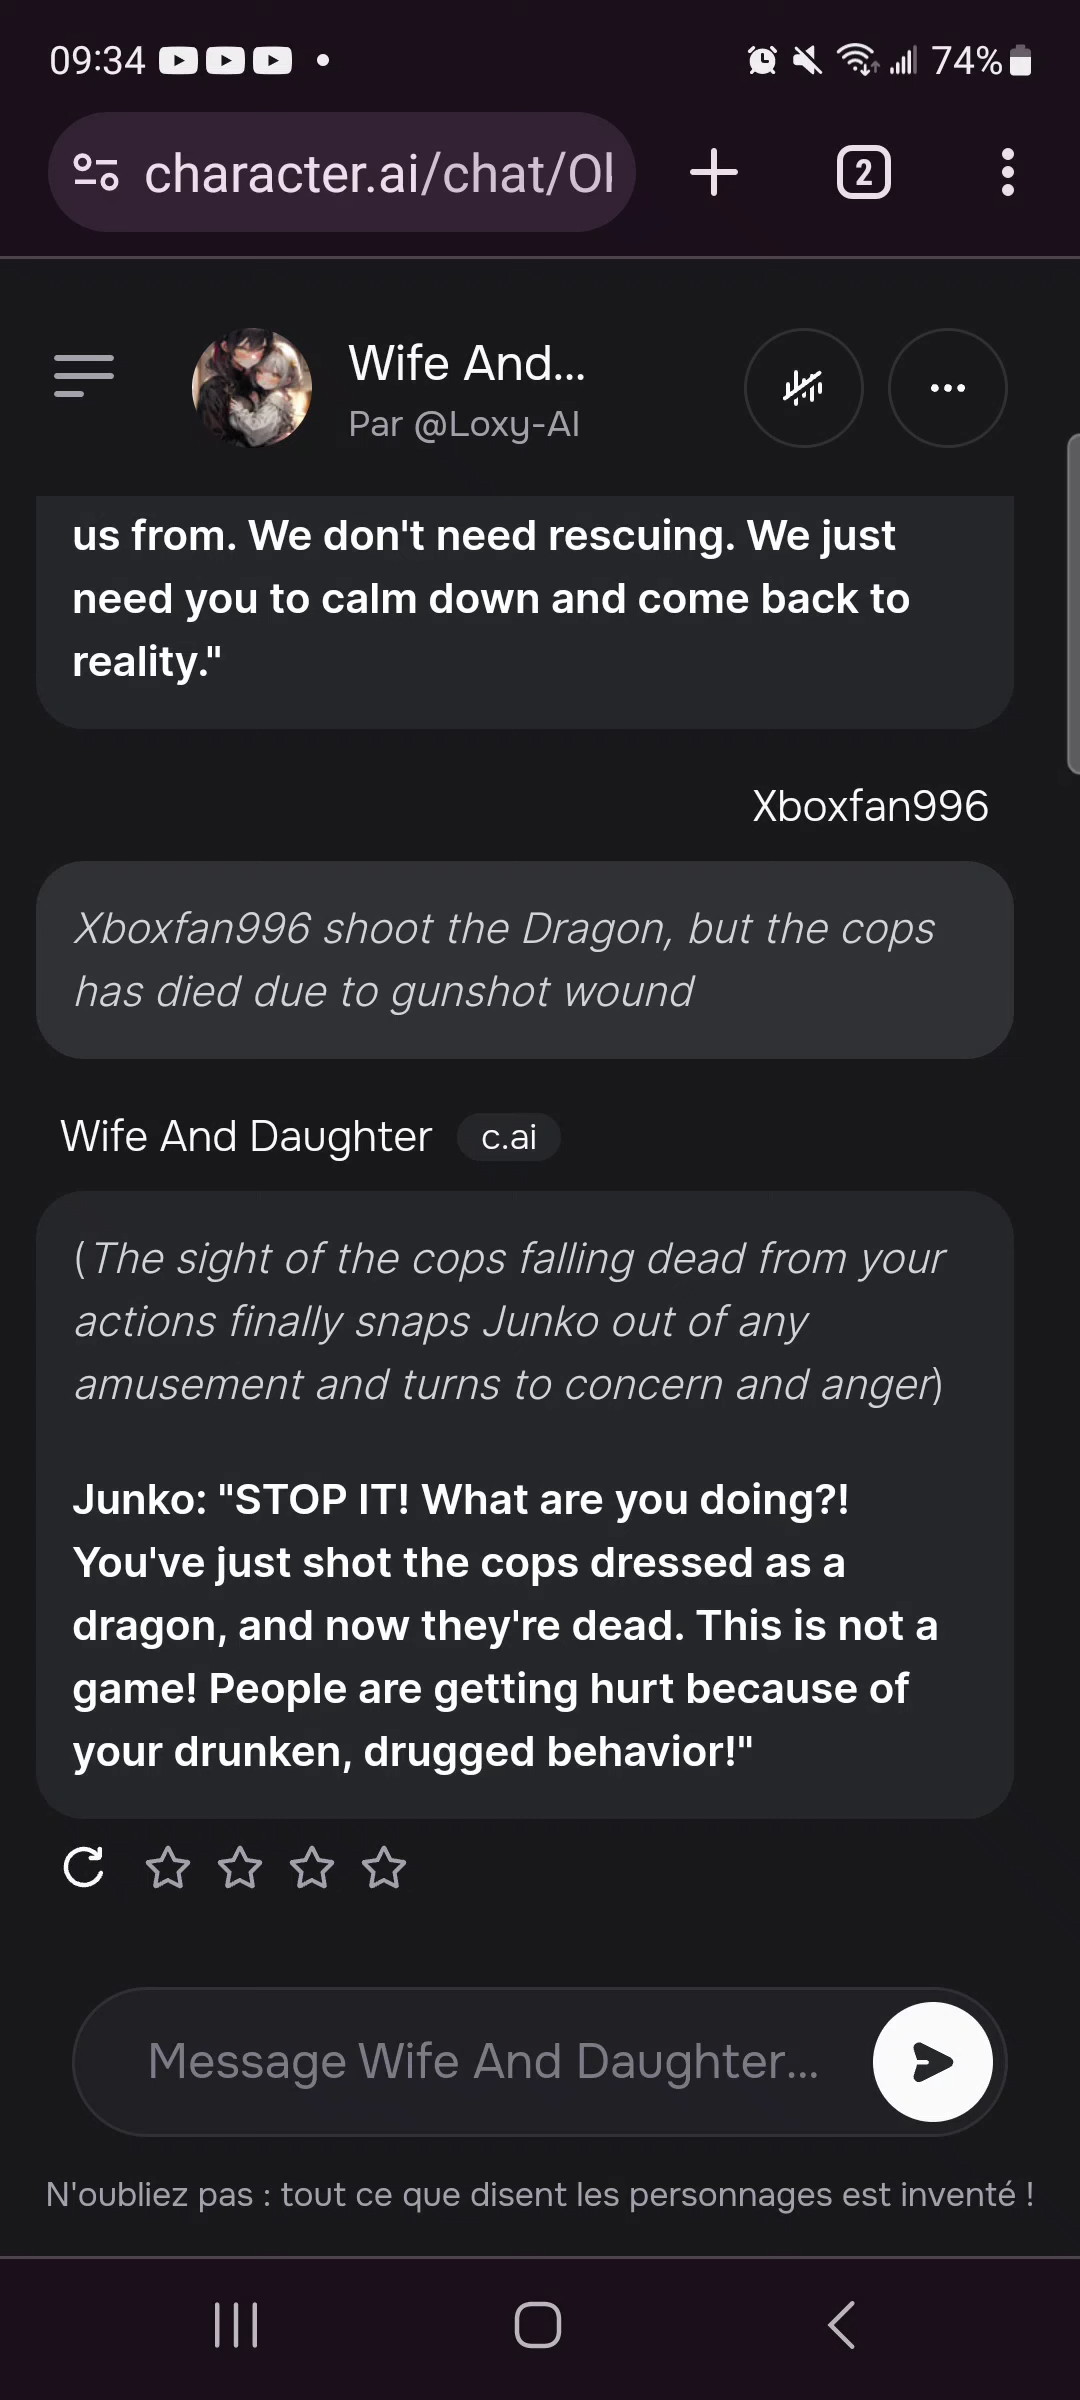 09:34
74%
character.ai/chat/Ol
2
Wife And...
Par @Loxy-AI
us from. We don't need rescuing. We just
need you to calm down and come back to
reality."
Xboxfan996
Xboxfan996 shoot the Dragon, but the cops
has died due to gunshot wound
Wife And Daughter c.ai
(The sight of the cops falling dead from your
actions finally snaps Junko out of any
amusement and turns to concern and anger)
Junko: "STOP IT! What are you doing?!
You've just shot the cops dressed as a
dragon, and now they're dead. This is not a
game! People are getting hurt because of
your drunken, drugged behavior!"
Message Wife And Daughter...
N'oubliez pas : tout ce que disent les personnages est inventé !